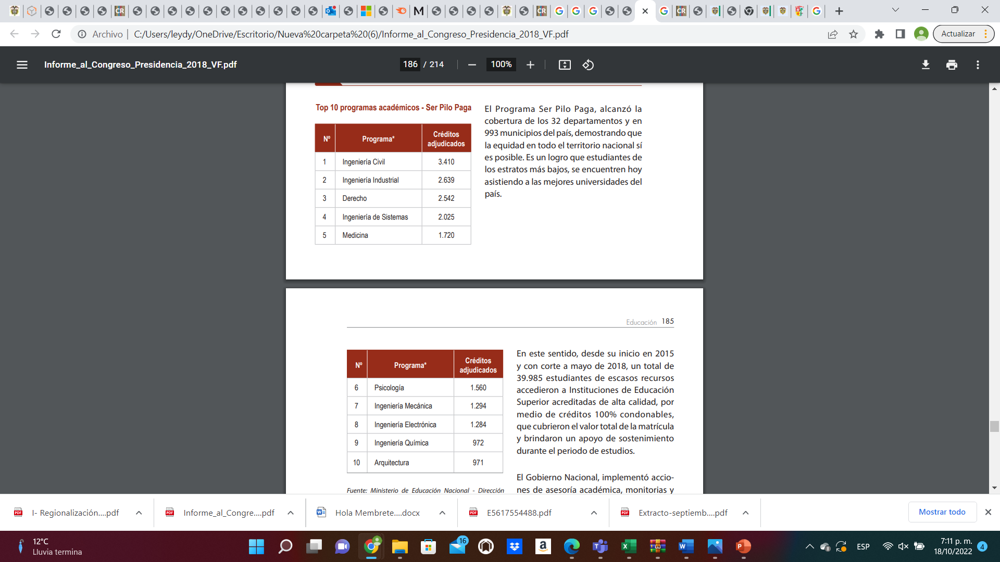 CR
CR
CR
Archivo
C:/Users/leydy/OneDrive/Escritorio/Nueva%20carpeta%20(6)/Informe_al_Congreso_Presidencia_2018_VF.pdf
Actualizar
Informe_al_Congreso_Presidencia_2018_VF.pdf
186 / 214
100%
Top 10 programas académicos - Ser Pilo Paga
Nº Programa* Créditos adjudicados
1 Ingeniería Civil 3.410
2 Ingeniería Industrial 2.639
3 Derecho 2.542
4 Ingeniería de Sistemas 2.025
5 Medicina 1.720
El Programa Ser Pilo Paga, alcanzó la
cobertura de los 32 departamentos y en
993 municipios del país, demostrando que
la equidad en todo el territorio nacional sí
es posible. Es un logro que estudiantes de
los estratos más bajos, se encuentren hoy
asistiendo a las mejores universidades del
país.
Educación 185
Nº Programa* Créditos adjudicados
6 Psicología 1.560
7 Ingeniería Mecánica 1.294
8 Ingeniería Electrónica 1.284
9 Ingeniería Química 972
10 Arquitectura 971
Fuente: Ministerio de Educación Nacional - Dirección
En este sentido, desde su inicio en 2015
y con corte a mayo de 2018, un total de
39.985 estudiantes de escasos recursos
accedieron a Instituciones de Educación
Superior acreditadas de alta calidad, por
medio de créditos 100% condonables,
que cubrieron el valor total de la matrícula
y brindaron un apoyo de sostenimiento
durante el periodo de estudios.
El Gobierno Nacional, implementó accio-
nes de asesoría académica, monitorias y
I- Regionalización....pdf
Informe_al_Congre....pdf
Hola Membrete....docx
E5617554488.pdf
Extracto-septiemb....pdf
Mostrar todo
12°C
Lluvia termina
16
ESP
7:11 p. m.
18/10/2022
4